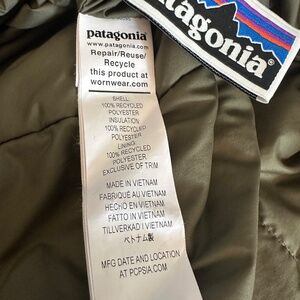 patagonia®
patagonia®
www.patagonia.com
Repair/Reuse/
Recycle
this product at
wornwear.com
SHELL:
100% RECYCLED
POLYESTER
INSULATION:
100% RECYCLED
POLYESTER
LINING:
100% RECYCLED
POLYESTER
EXCLUSIVE OF TRIM
MADE IN VIETNAM
FABRIQUÉ AU VIETNAM
HECHO EN VIETNAM
FATTO IN VIETNAM
TILLVERKAD I VIETNAM
ベトナム製
MFG DATE AND LOCATION
AT PCPSIA.COM